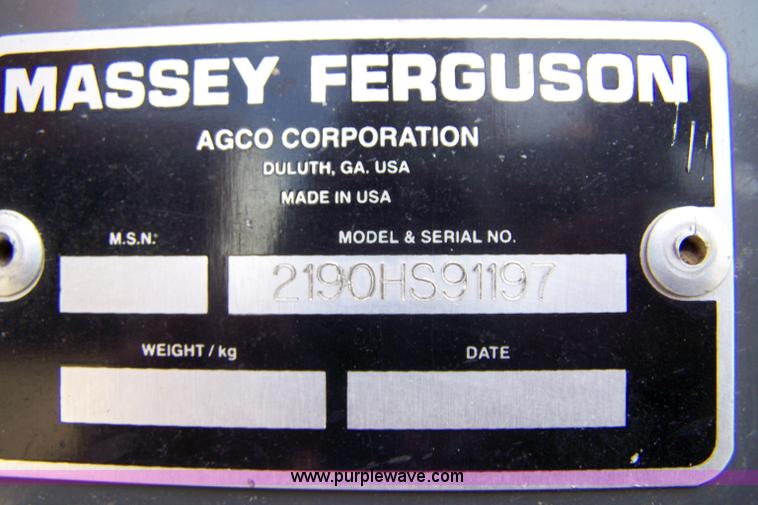 MASSEY FERGUSON
AGCO CORPORATION
DULUTH, GA. USA
MADE IN USA
M.S.N. MODEL & SERIAL NO.
2190HS91197
WEIGHT / kg DATE
www.purplewave.com